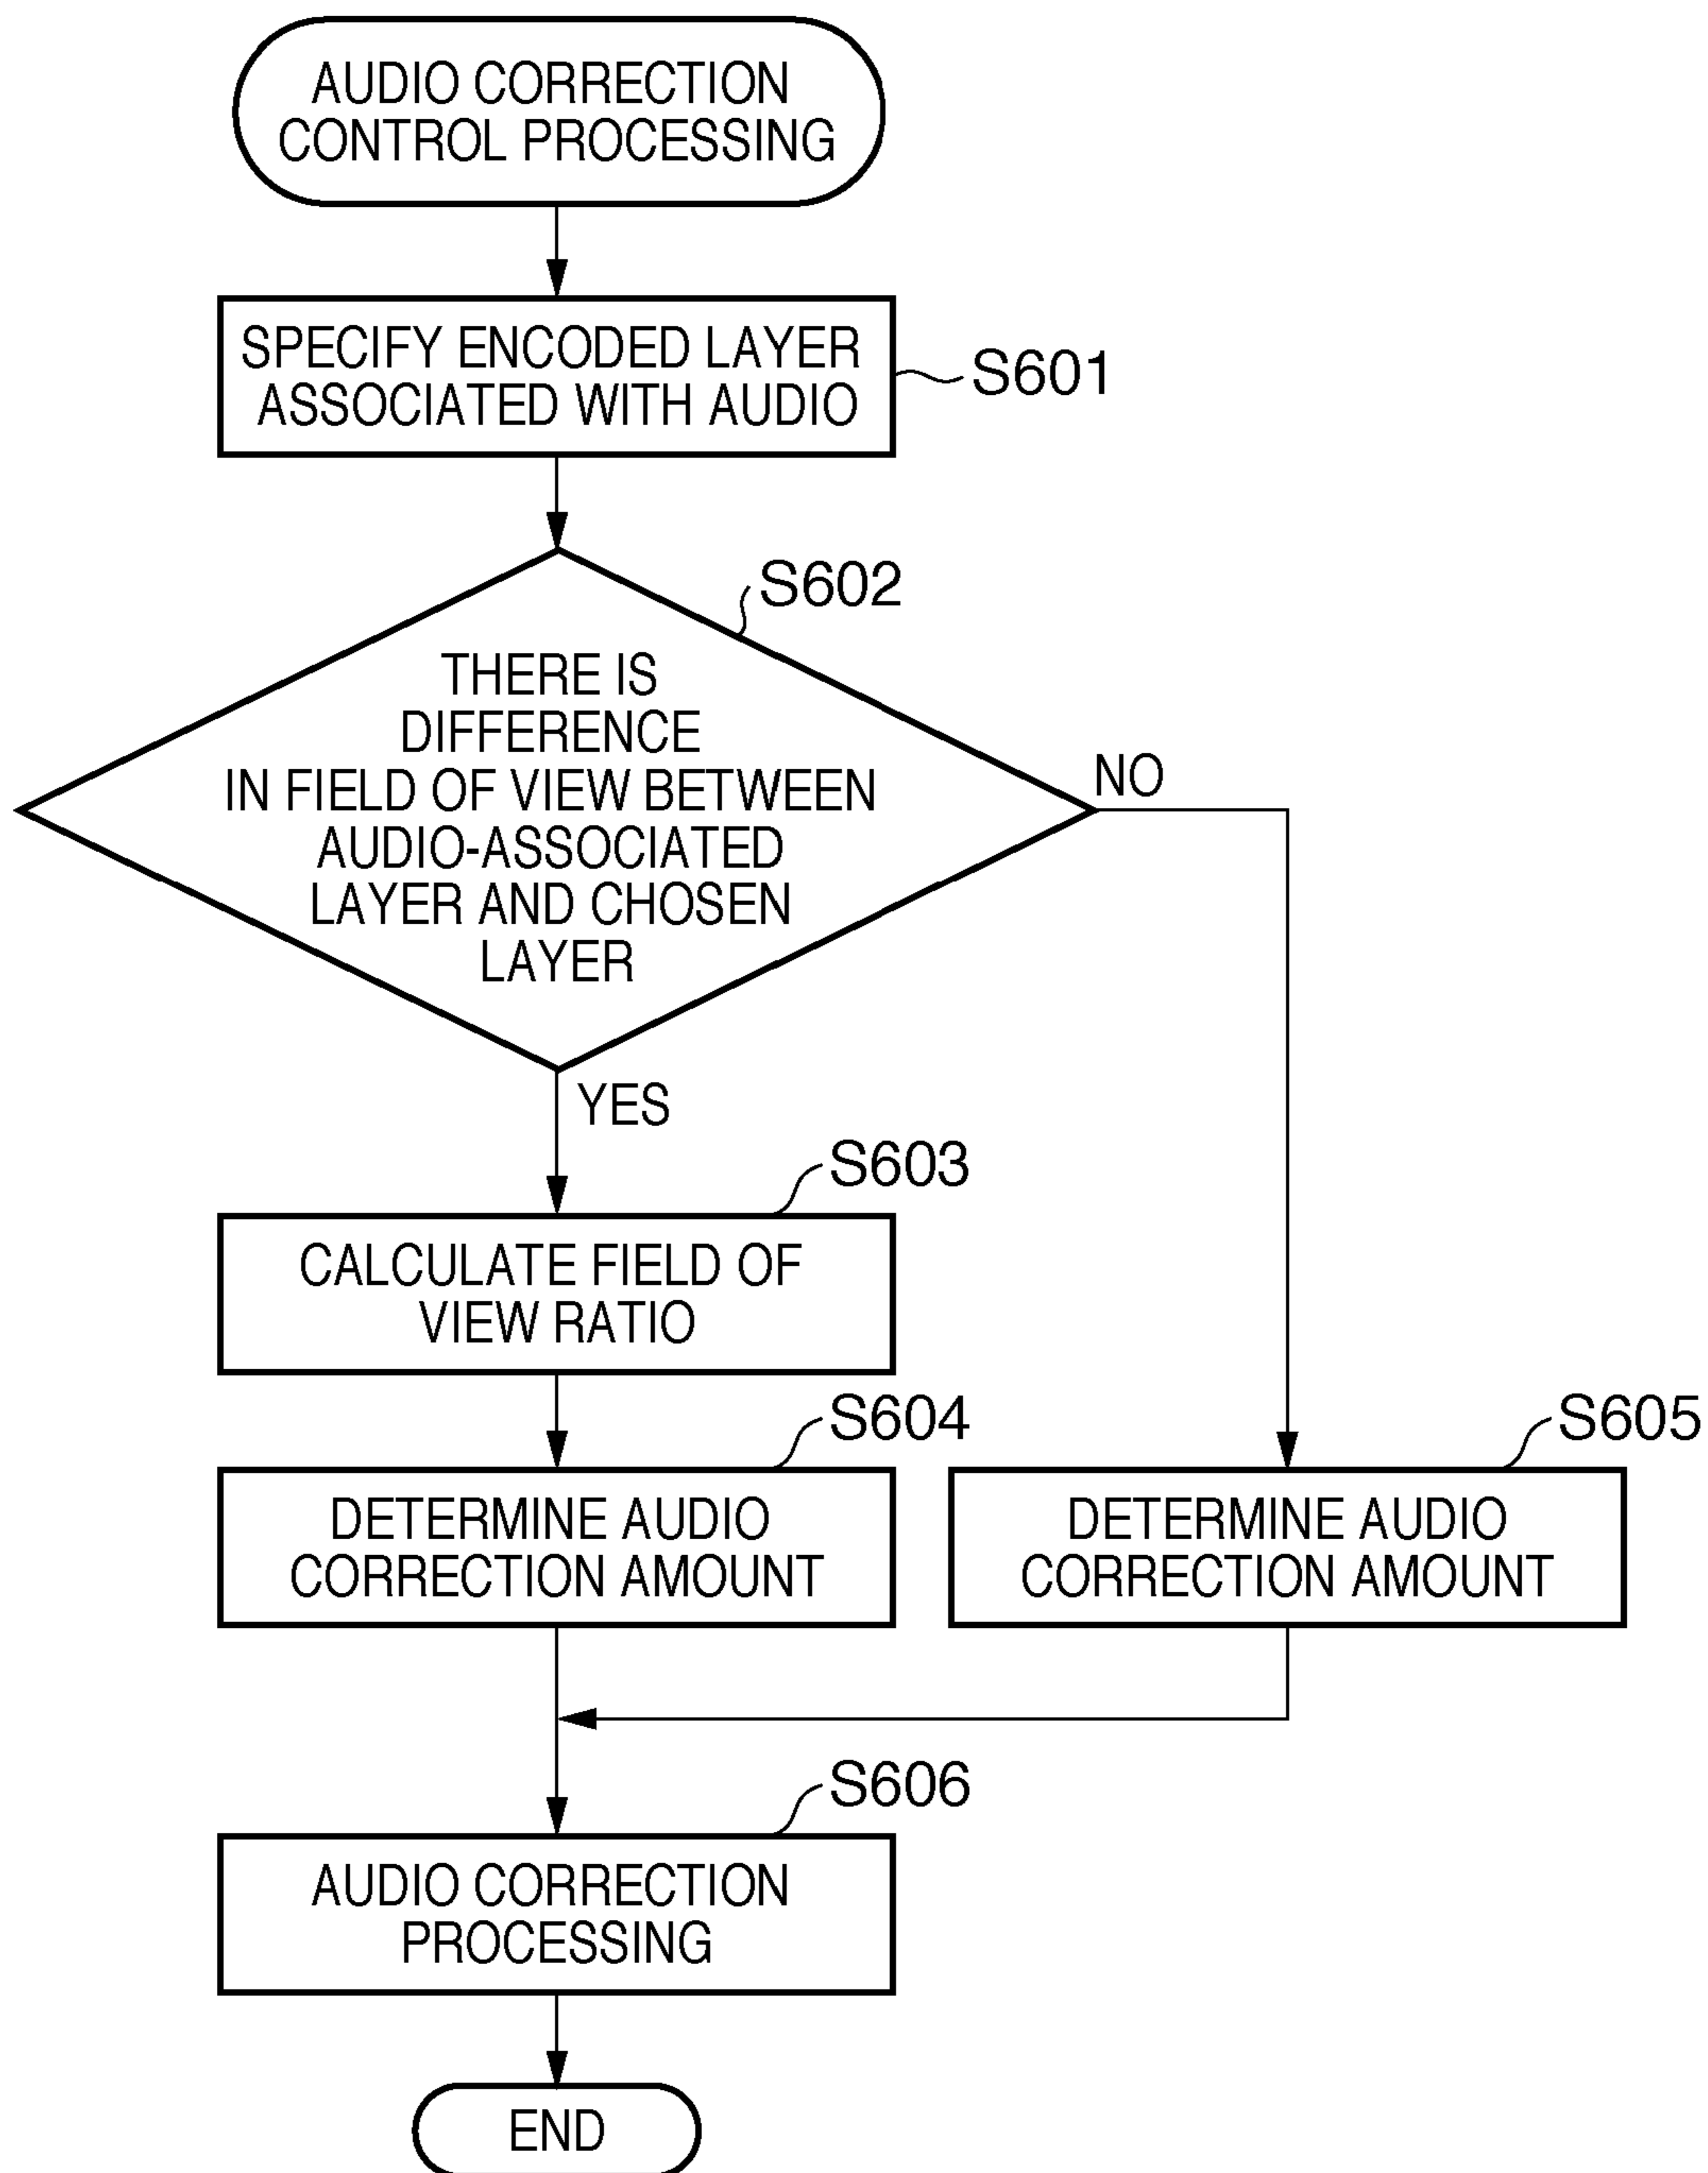 AUDIO CORRECTION
CONTROL PROCESSING
SPECIFY ENCODED LAYER
ASSOCIATED WITH AUDIO
S601
S602
THERE IS
DIFFERENCE
IN FIELD OF VIEW BETWEEN
AUDIO-ASSOCIATED
LAYER AND CHOSEN
LAYER
NO
YES
S603
CALCULATE FIELD OF
VIEW RATIO
S604
DETERMINE AUDIO
CORRECTION AMOUNT
S605
DETERMINE AUDIO
CORRECTION AMOUNT
S606
AUDIO CORRECTION
PROCESSING
END